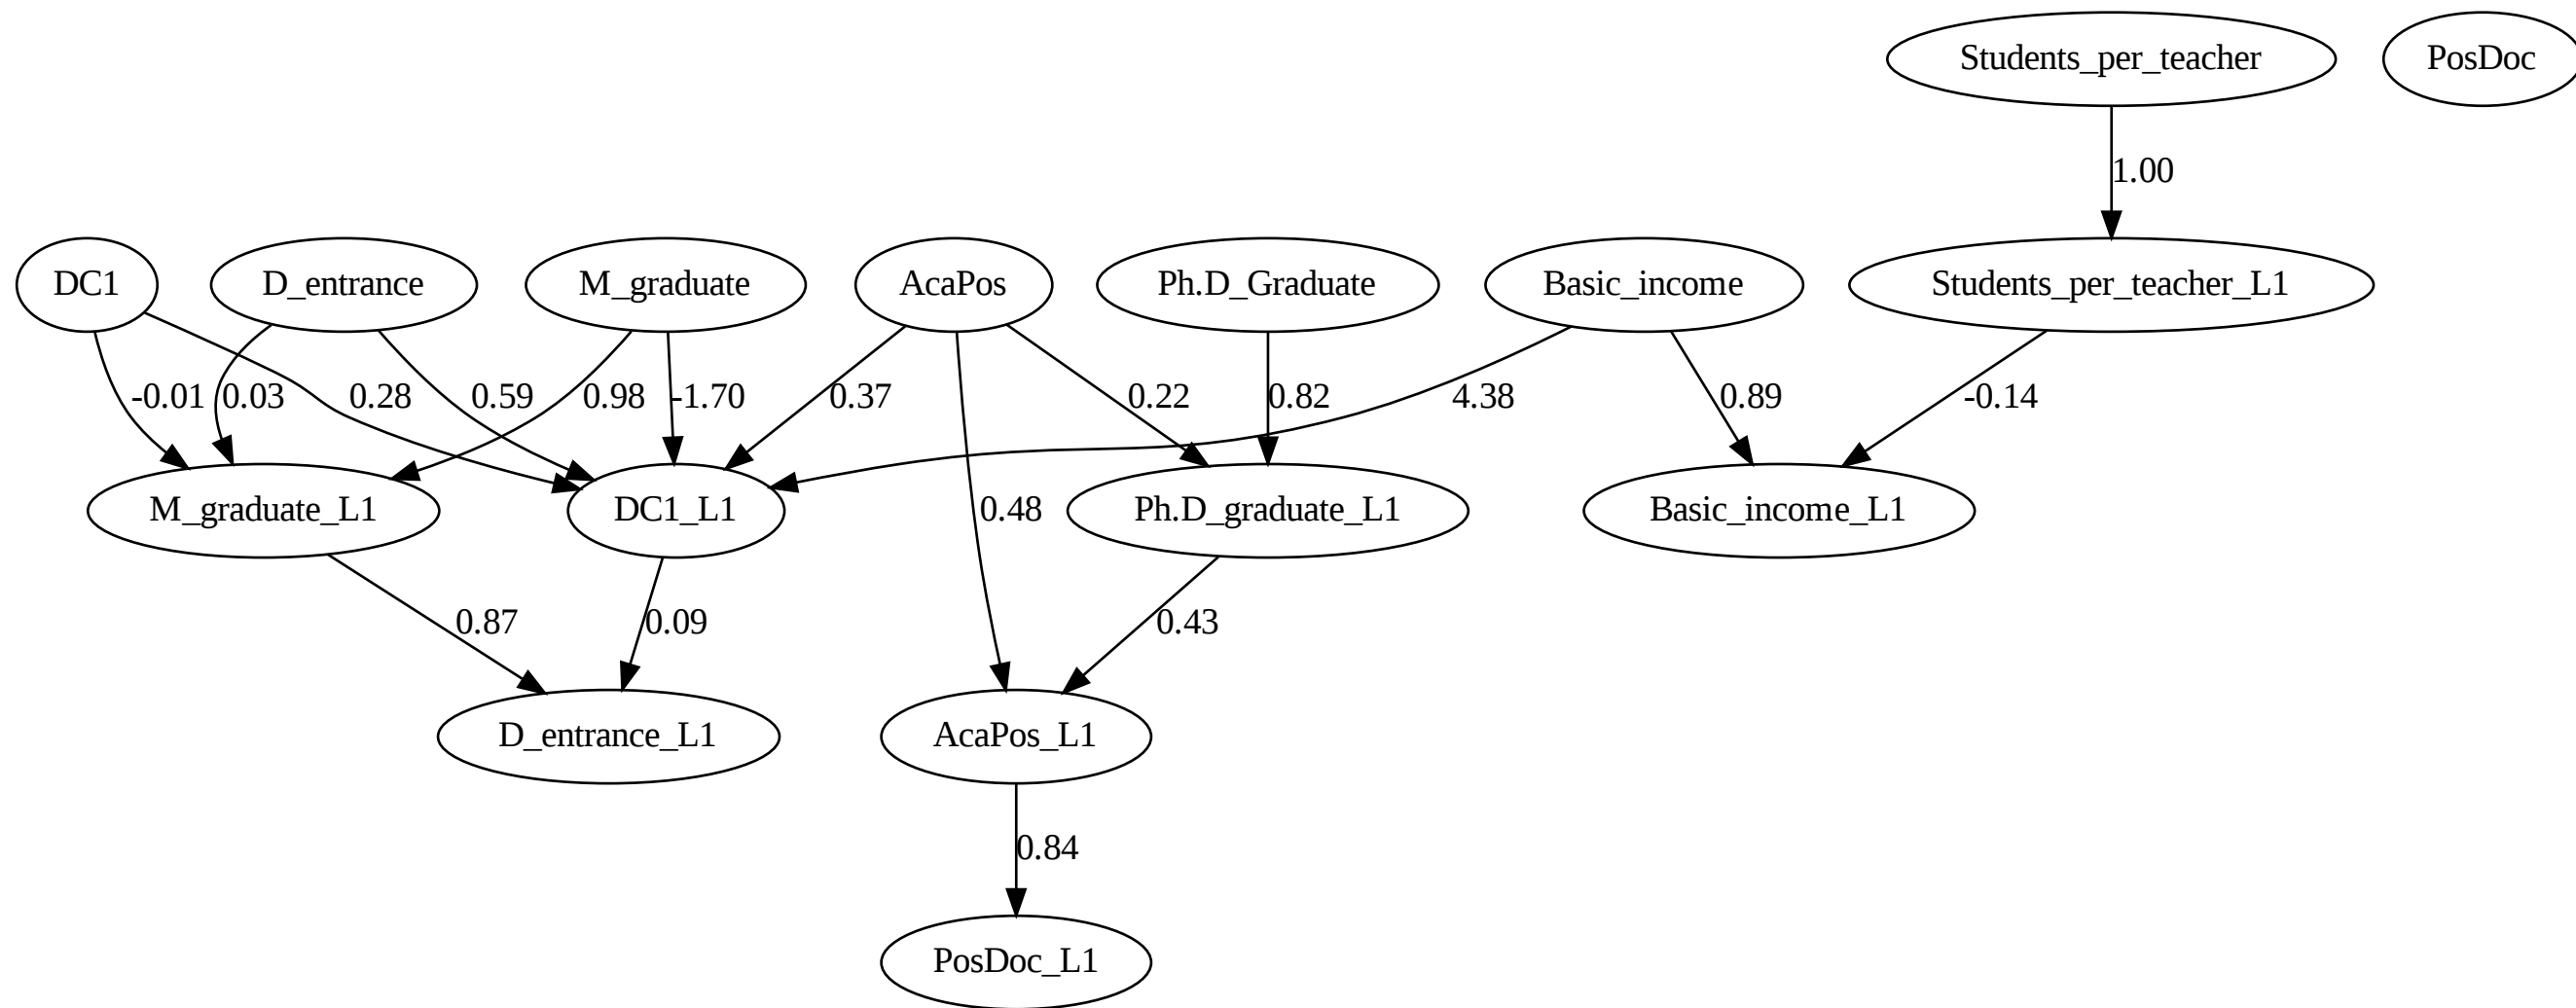 Students_per_teacher
PosDoc
1.00
DC1
D_entrance
M_graduate
AcaPos
Ph.D_Graduate
Basic_income
Students_per_teacher_L1
-0.01
0.03
0.28
0.59
0.98
-1.70
0.37
0.22
0.82
4.38
0.89
-0.14
M_graduate_L1
DC1_L1
0.48
Ph.D_graduate_L1
Basic_income_L1
0.87
0.09
0.43
D_entrance_L1
AcaPos_L1
0.84
PosDoc_L1